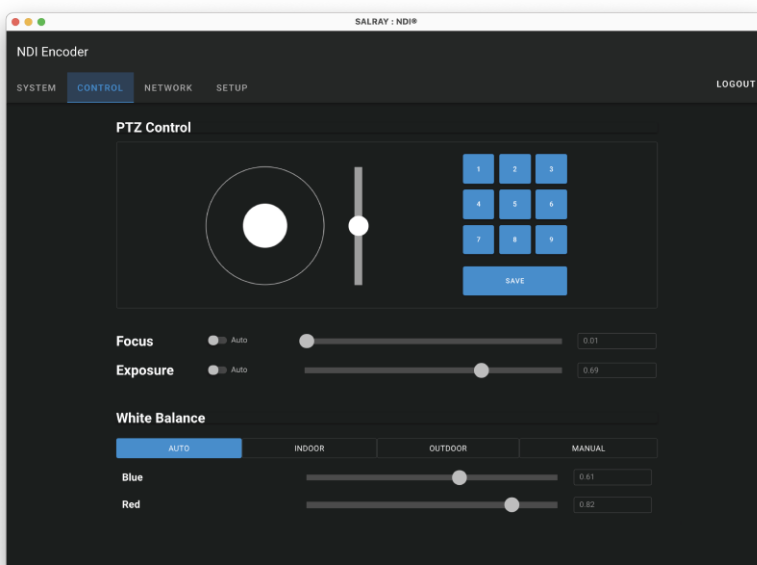 SALRAY : NDI®
NDI Encoder
SYSTEM CONTROL NETWORK SETUP LOGOUT
PTZ Control
1 2 3
4 5 6
7 8 9
SAVE
Focus Auto 0.01
Exposure Auto 0.69
White Balance
AUTO INDOOR OUTDOOR MANUAL
Blue 0.61
Red 0.82